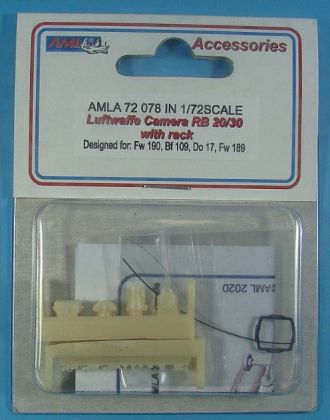 AML
Accessories
AMLA 72 078 IN 1/72SCALE
Luftwaffe Camera RB 20/30
with rack
Designed for: Fw 190, Bf 109, Do 17, Fw 189
©AML 2020